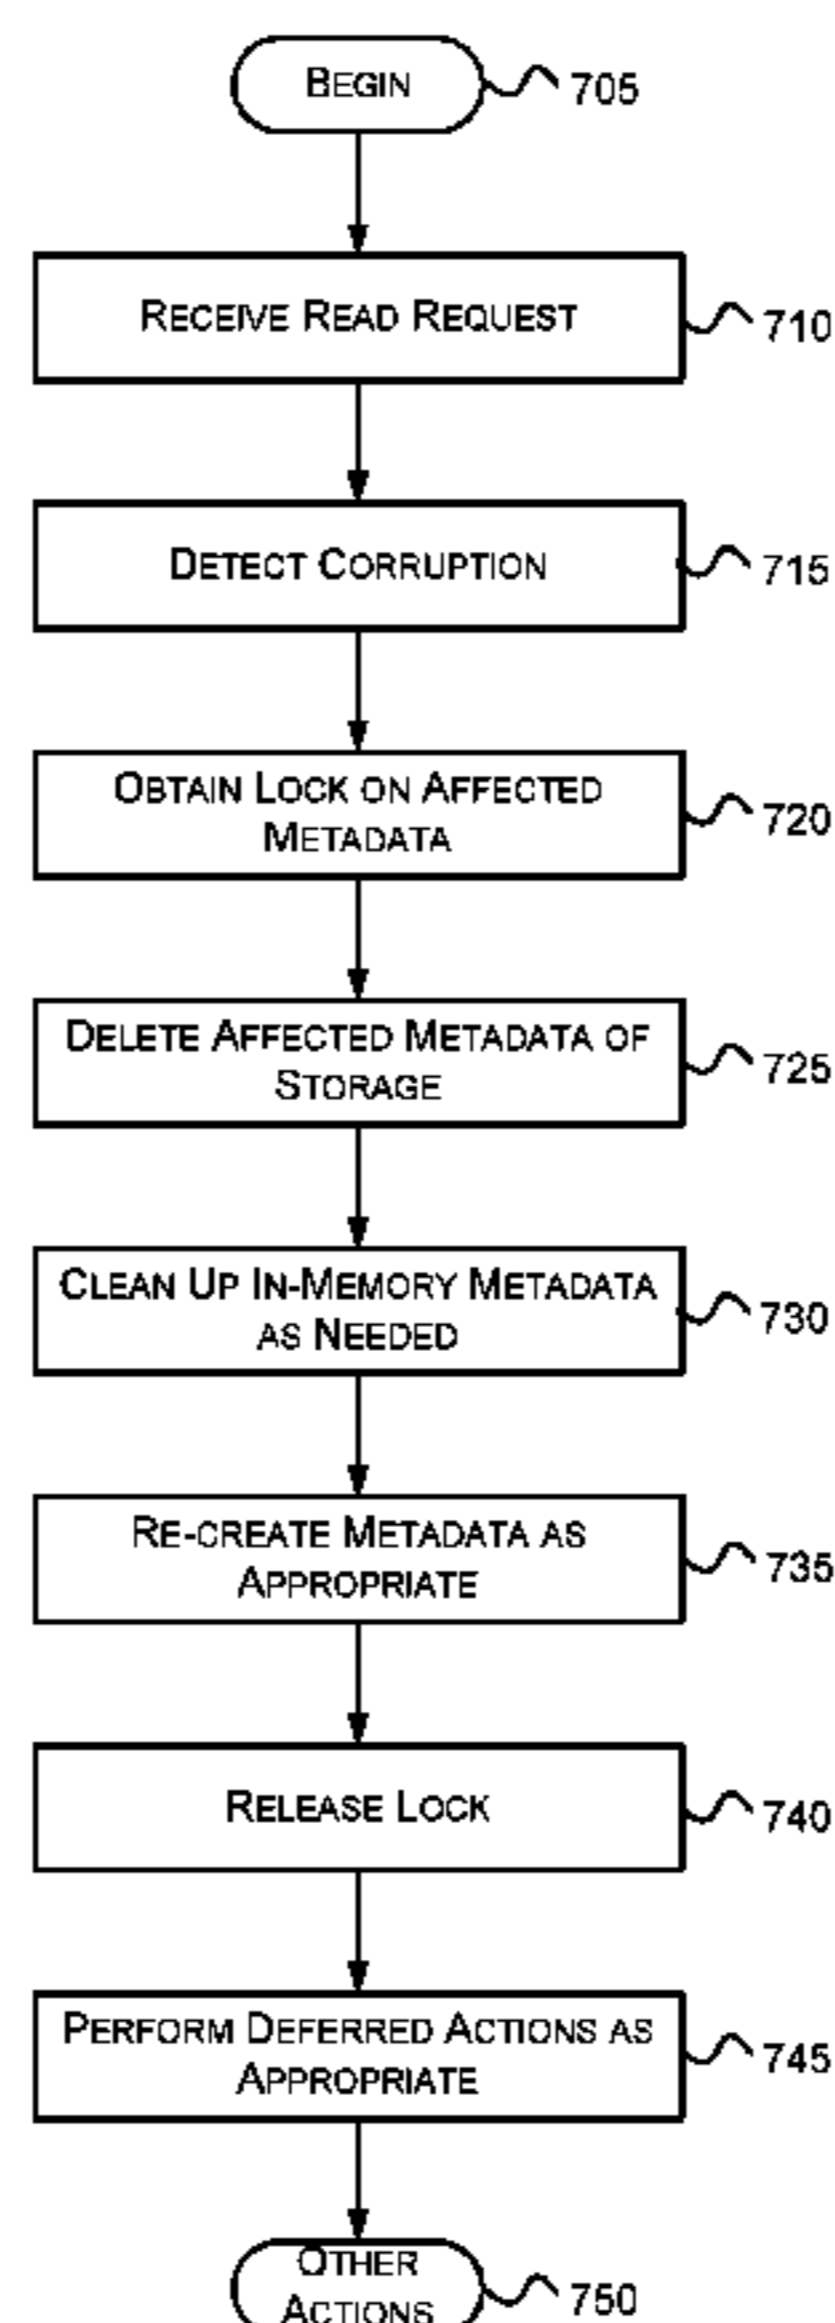 BEGIN
705
RECEIVE READ REQUEST
710
DETECT CORRUPTION
715
OBTAIN LOCK ON AFFECTED
METADATA
720
DELETE AFFECTED METADATA OF
STORAGE
725
CLEAN UP IN-MEMORY METADATA
AS NEEDED
730
RE-CREATE METADATA AS
APPROPRIATE
735
RELEASE LOCK
740
PERFORM DEFERRED ACTIONS AS
APPROPRIATE
745
OTHER
ACTIONS
750